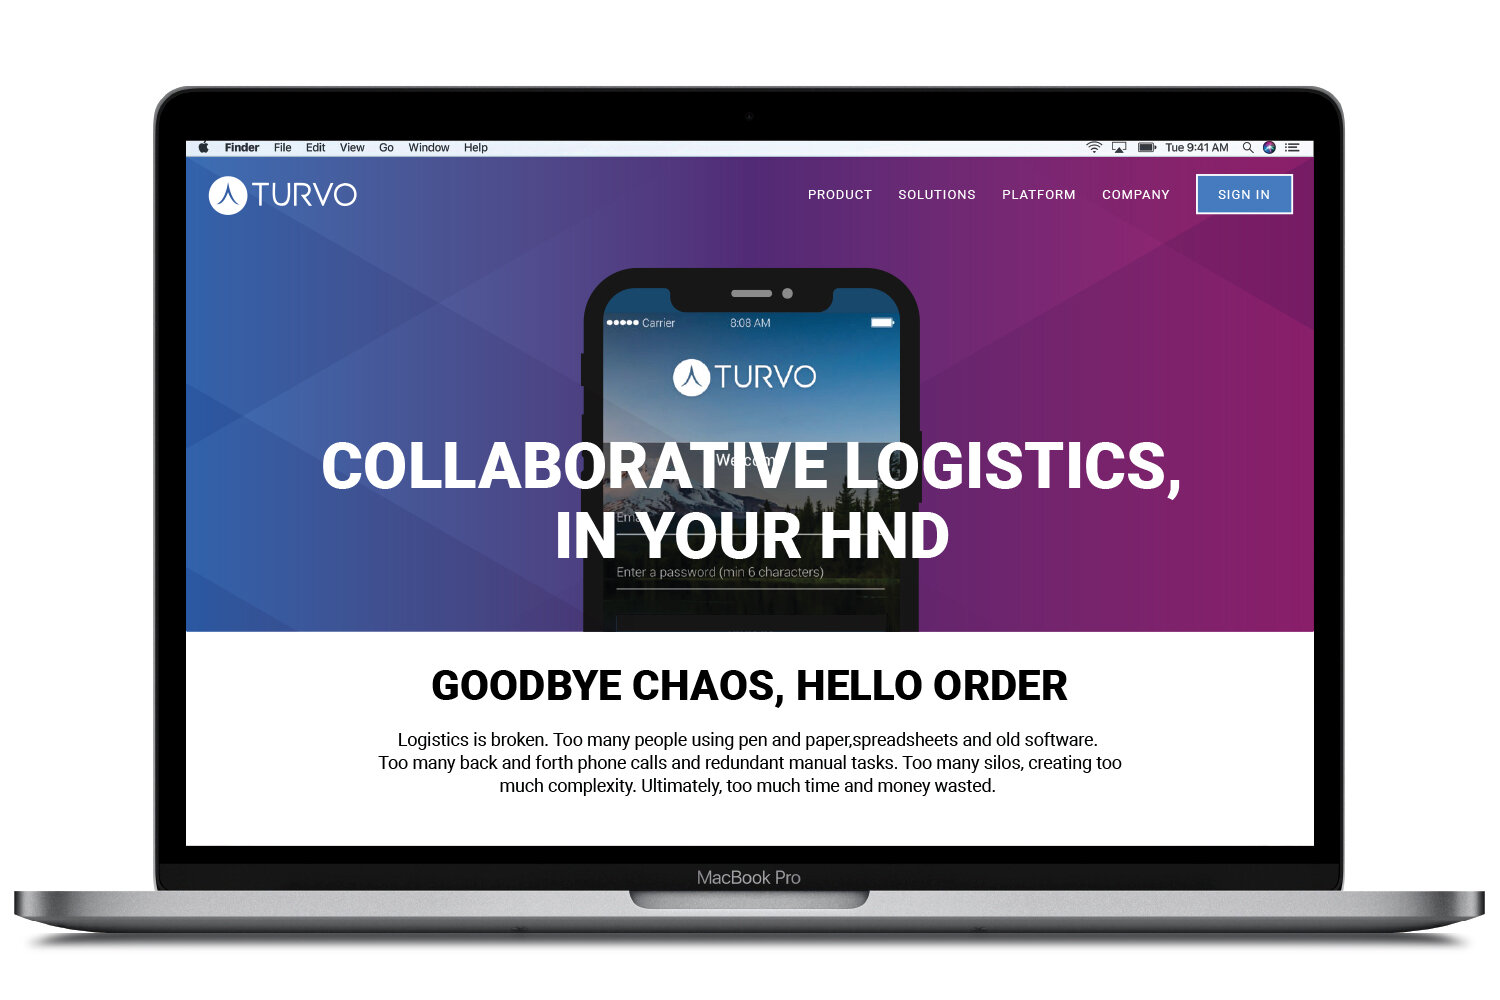 Finder File Edit View Go Window Help
Tue 9:41 AM
TURVO
PRODUCT SOLUTIONS PLATFORM COMPANY SIGN IN
Carrier 8:08 AM
TURVO
Welcome
COLLABORATIVE LOGISTICS,
Email
IN YOUR HND
Enter a password (min 6 characters)
GOODBYE CHAOS, HELLO ORDER
Logistics is broken. Too many people using pen and paper,spreadsheets and old software.
Too many back and forth phone calls and redundant manual tasks. Too many silos, creating too
much complexity. Ultimately, too much time and money wasted.
MacBook Pro